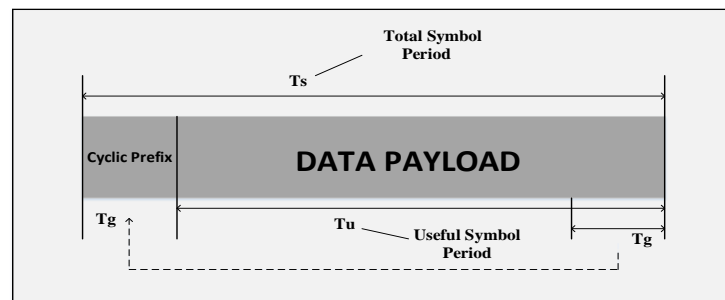 Total Symbol
Period
Ts
Cyclic Prefix
DATA PAYLOAD
Tg
Tu
Useful Symbol
Period
Tg